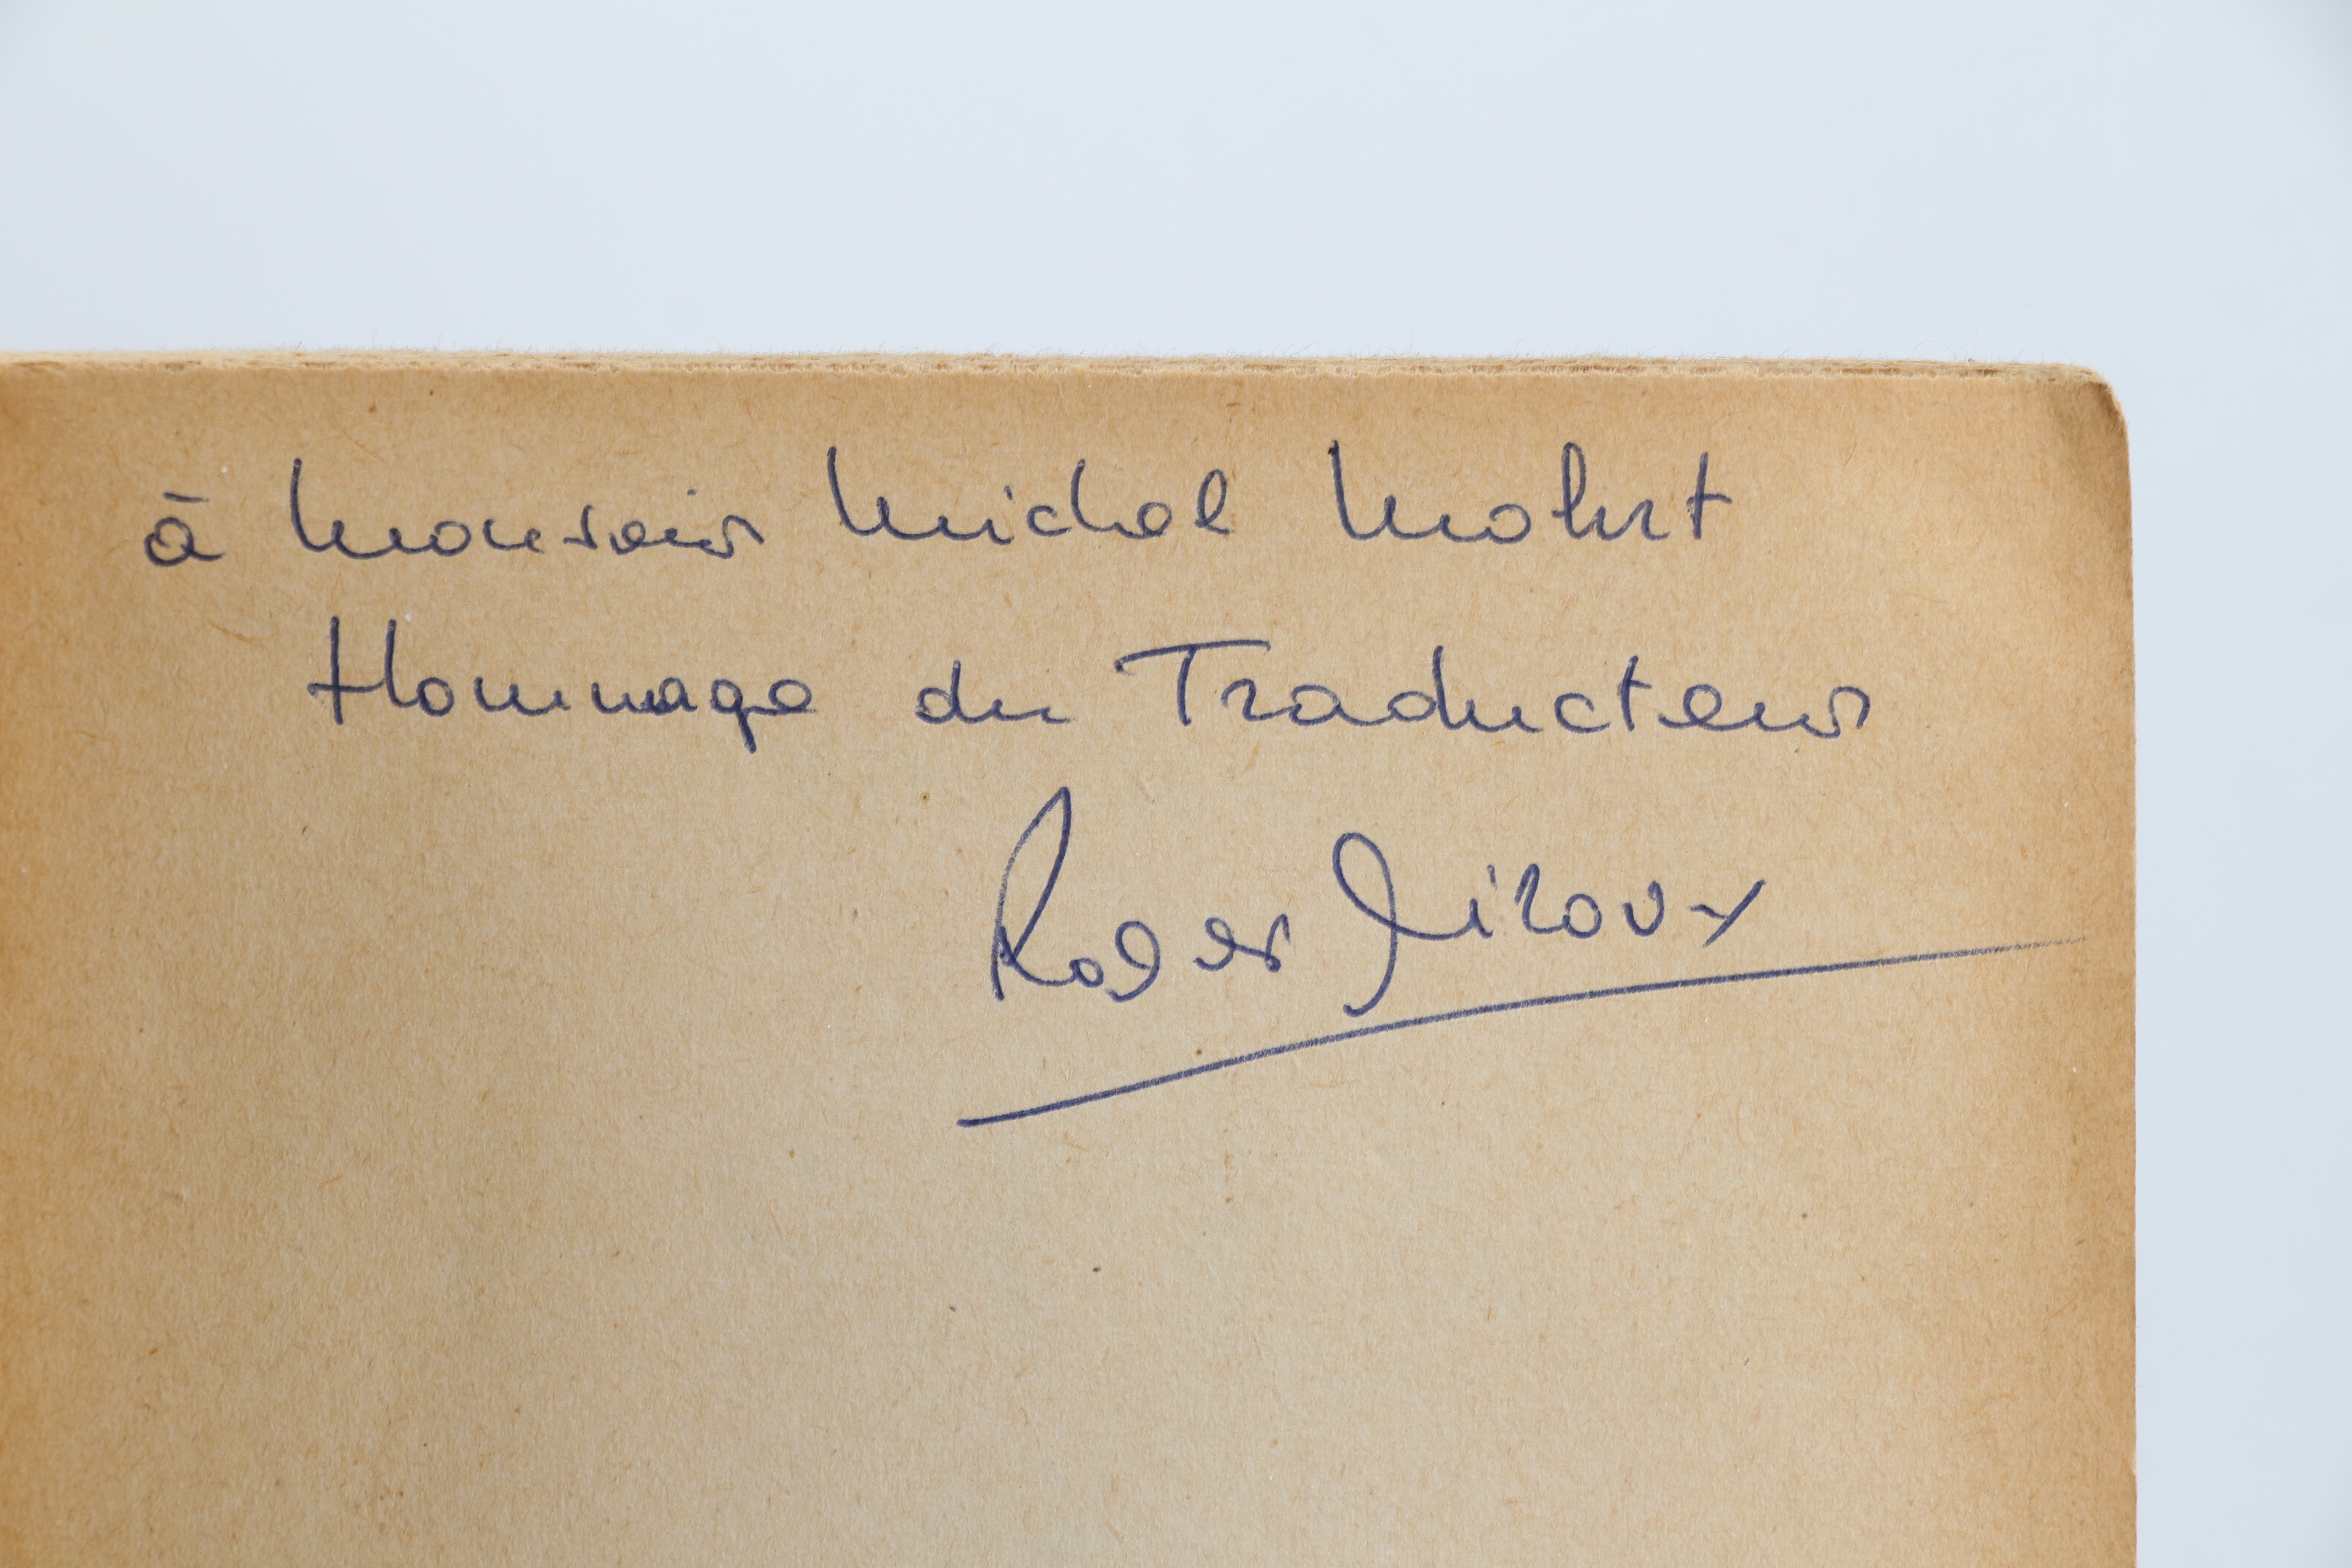 à Monsieur Michel Mohrt
Hommage du Traducteur
Roger Giroux